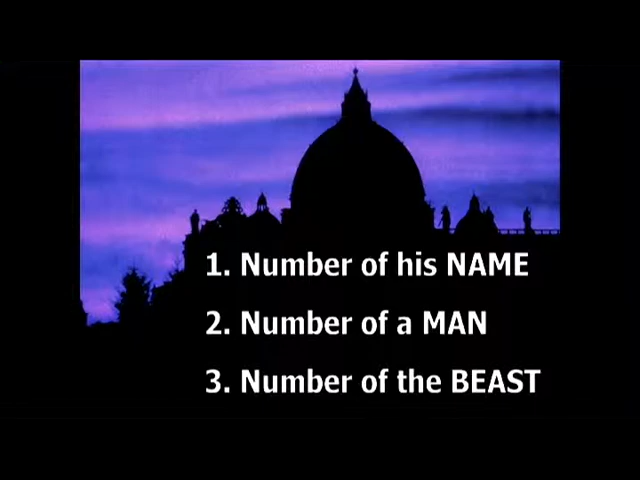 1. Number of his NAME
2. Number of a MAN
3. Number of the BEAST